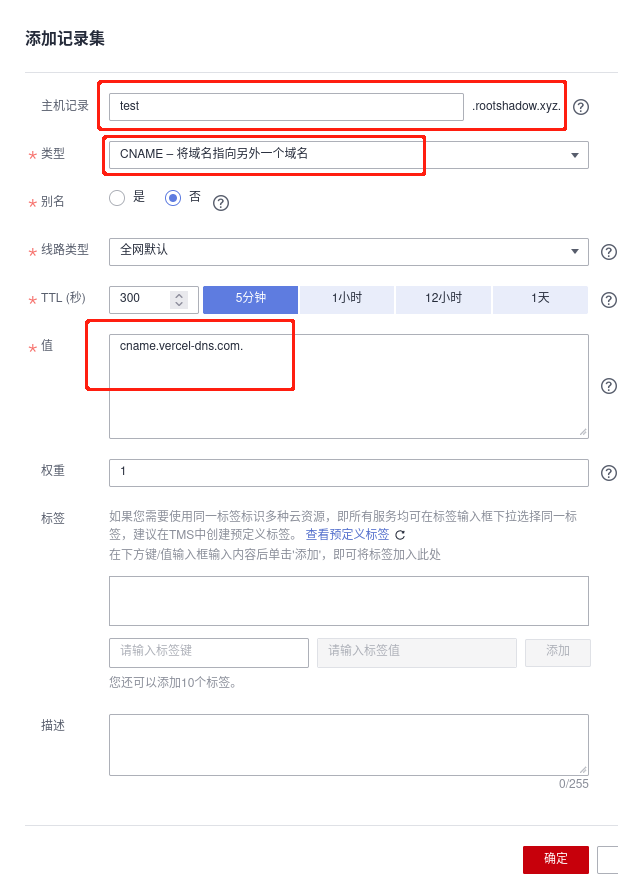 添加记录集
主机记录 test .rootshadow.xyz. ?
* 类型 CNAME – 将域名指向另外一个域名
* 别名 是 否 ?
* 线路类型 全网默认 ?
* TTL (秒) 300 5分钟 1小时 12小时 1天 ?
* 值 cname.vercel-dns.com. ?
权重 1 ?
标签 如果您需要使用同一标签标识多种云资源，即所有服务均可在标签输入框下拉选择同一标
签，建议在TMS中创建预定义标签。 查看预定义标签
在下方键/值输入框输入内容后单击'添加'，即可将标签加入此处
请输入标签键 请输入标签值 添加
您还可以添加10个标签。
描述
0/255
确定